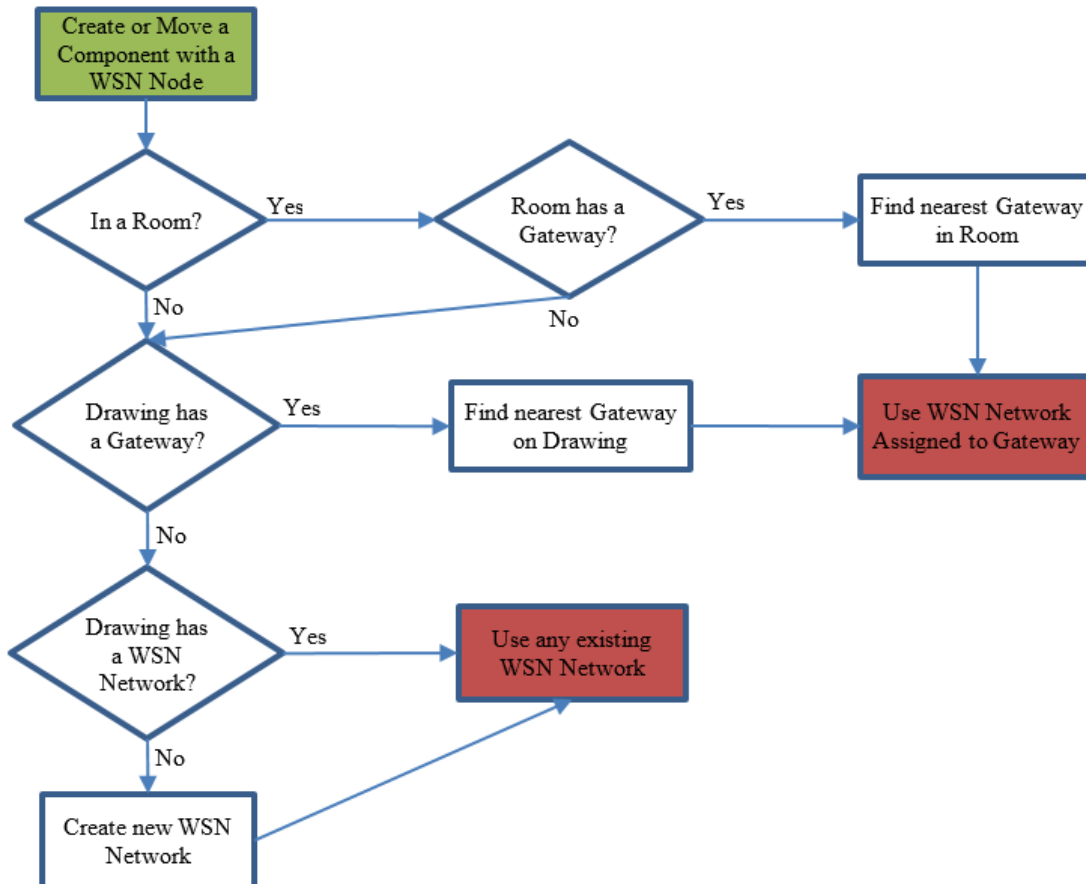 Create or Move a
Component with a
WSN Node
In a Room?
Yes
Room has a
Gateway?
Yes
Find nearest Gateway
in Room
No
No
Drawing has
a Gateway?
Yes
Find nearest Gateway
on Drawing
Use WSN Network
Assigned to Gateway
No
Drawing has
a WSN
Network?
Yes
Use any existing
WSN Network
No
Create new WSN
Network